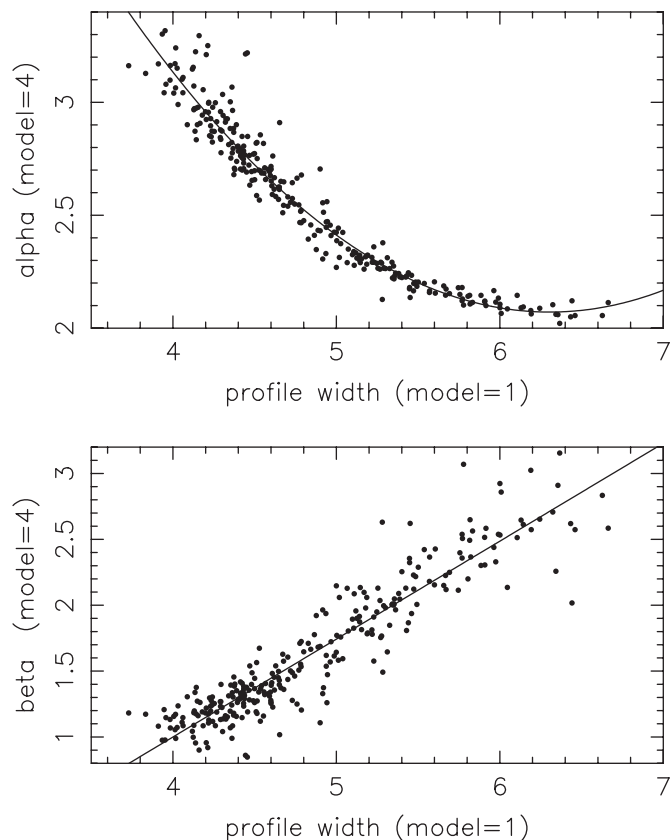 alpha (model=4)
3
2.5
2
4 5 6 7
profile width (model=1)
beta (model=4)
3
2.5
2
1.5
1
4 5 6 7
profile width (model=1)